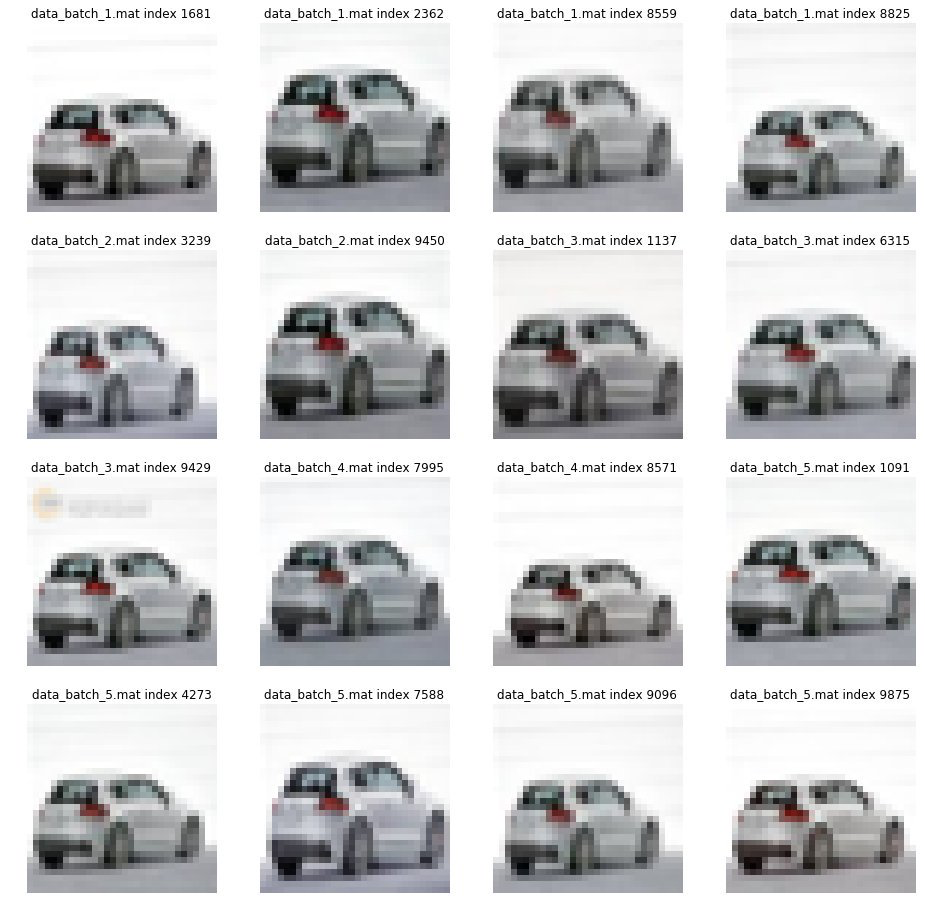 data_batch_1.mat index 1681
data_batch_1.mat index 2362
data_batch_1.mat index 8559
data_batch_1.mat index 8825
data_batch_2.mat index 3239
data_batch_2.mat index 9450
data_batch_3.mat index 1137
data_batch_3.mat index 6315
data_batch_3.mat index 9429
data_batch_4.mat index 7995
data_batch_4.mat index 8571
data_batch_5.mat index 1091
data_batch_5.mat index 4273
data_batch_5.mat index 7588
data_batch_5.mat index 9096
data_batch_5.mat index 9875